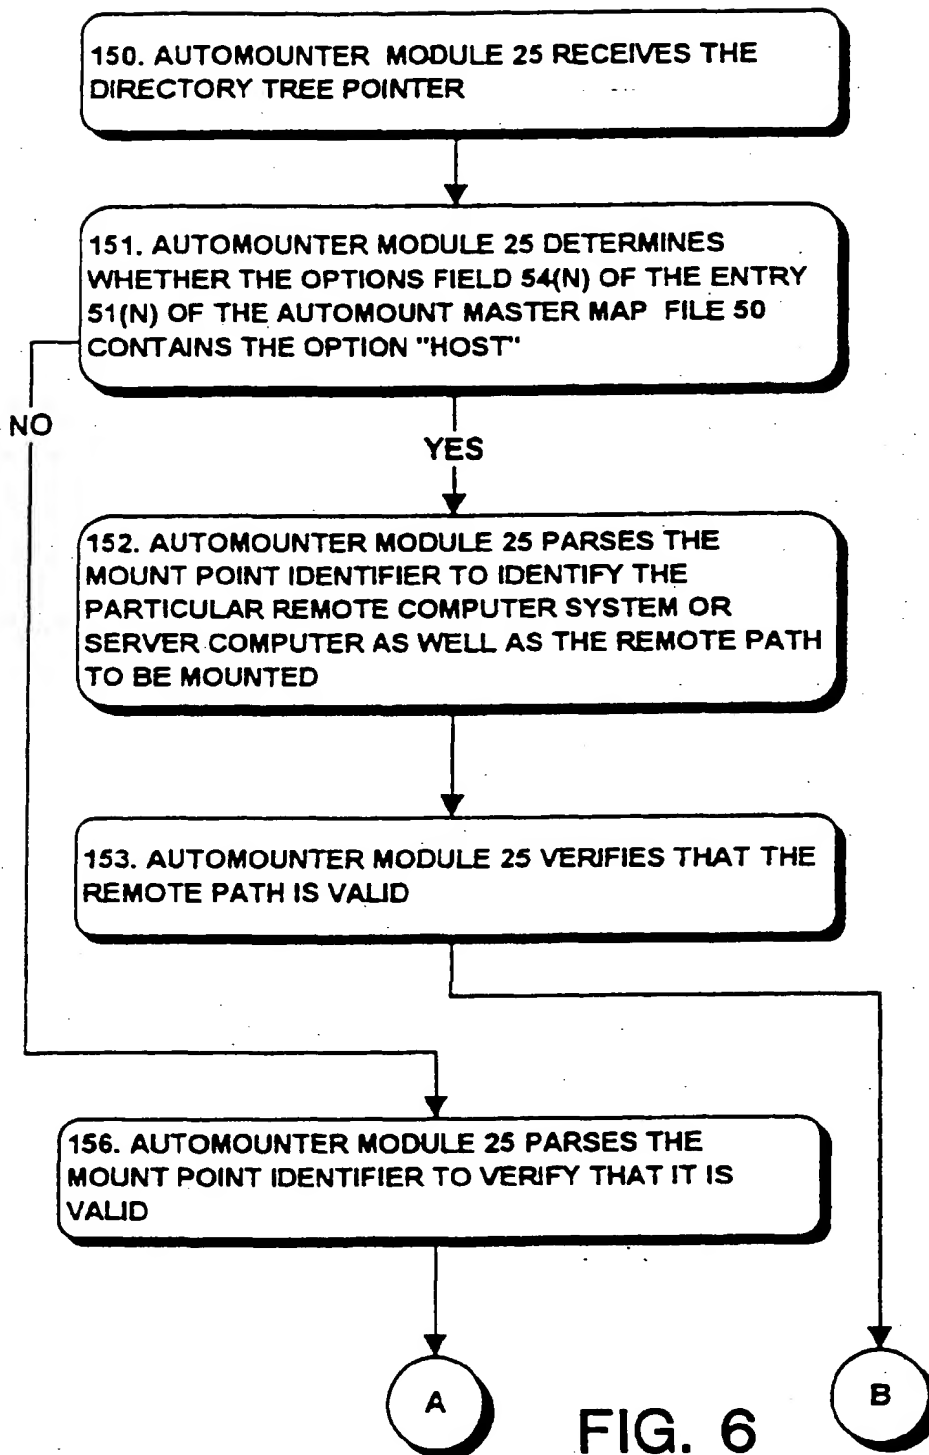 150. AUTOMOUNTER MODULE 25 RECEIVES THE
DIRECTORY TREE POINTER
151. AUTOMOUNTER MODULE 25 DETERMINES
WHETHER THE OPTIONS FIELD 54(N) OF THE ENTRY
51(N) OF THE AUTOMOUNT MASTER MAP FILE 50
CONTAINS THE OPTION "HOST"
NO
YES
152. AUTOMOUNTER MODULE 25 PARSES THE
MOUNT POINT IDENTIFIER TO IDENTIFY THE
PARTICULAR REMOTE COMPUTER SYSTEM OR
SERVER COMPUTER AS WELL AS THE REMOTE PATH
TO BE MOUNTED
153. AUTOMOUNTER MODULE 25 VERIFIES THAT THE
REMOTE PATH IS VALID
156. AUTOMOUNTER MODULE 25 PARSES THE
MOUNT POINT IDENTIFIER TO VERIFY THAT IT IS
VALID
A
B
FIG. 6